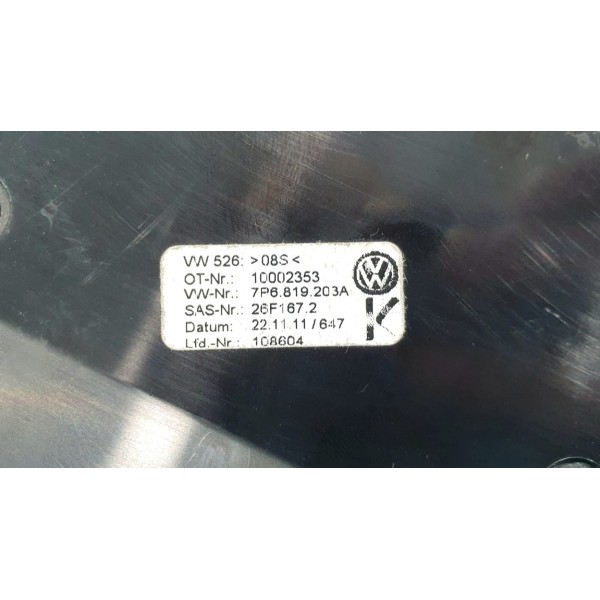 VW 526: >08S<
OT-Nr.: 10002353
VW-Nr.: 7P6.819.203A
SAS-Nr.: 26F167.2
Datum: 22.11.11 / 647
Lfd.-Nr.: 108604
VW
K